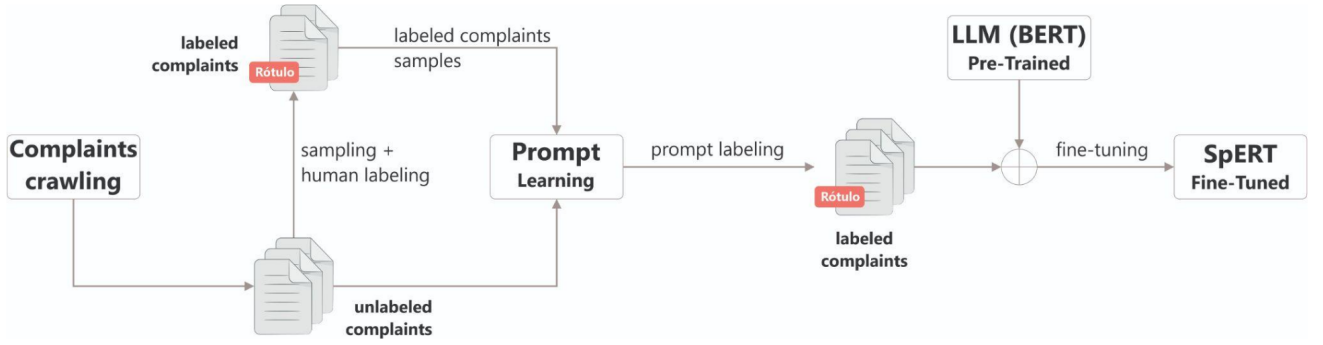 LLM (BERT)
Pre-Trained
labeled
complaints
Rótulo
labeled complaints
samples
Complaints
crawling
sampling +
human labeling
Prompt
Learning
prompt labeling
Rótulo
fine-tuning
SpERT
Fine-Tuned
labeled
complaints
unlabeled
complaints